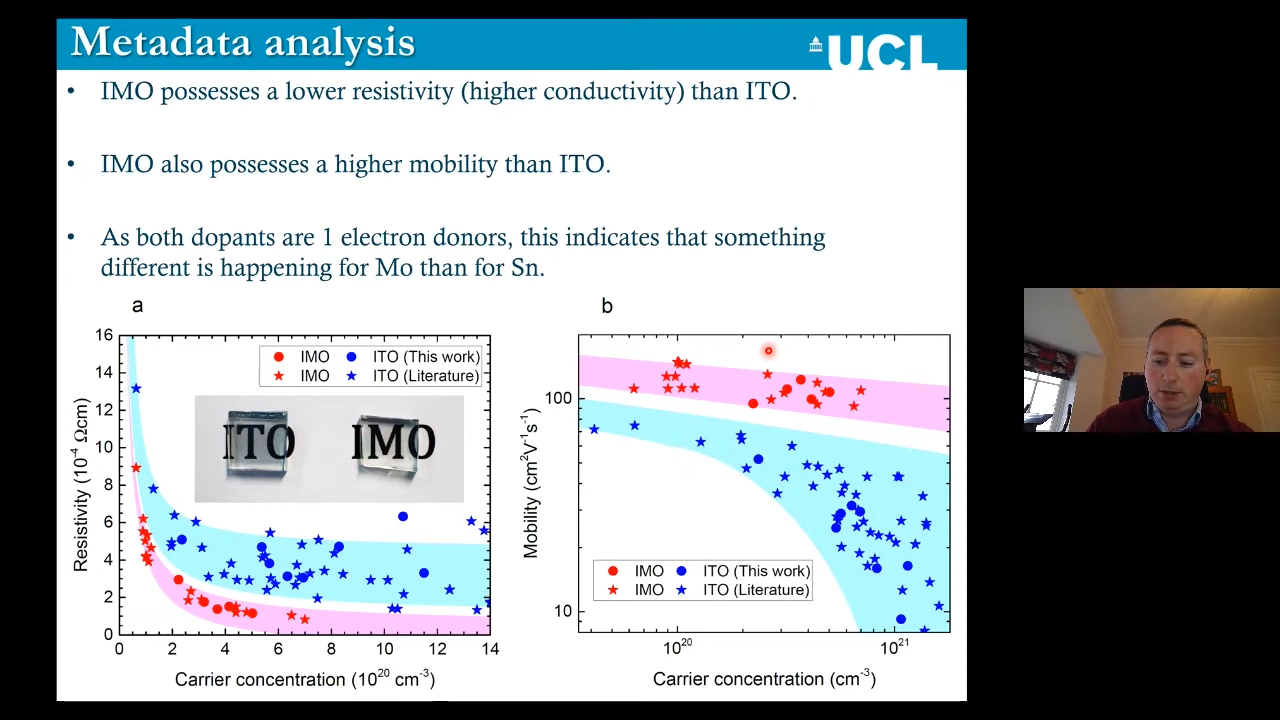 Metadata analysis
UCL
• IMO possesses a lower resistivity (higher conductivity) than ITO.
• IMO also possesses a higher mobility than ITO.
• As both dopants are 1 electron donors, this indicates that something
different is happening for Mo than for Sn.
a
16
14
12
10
8
6
4
2
0
Resistivity (10⁻⁴ Ωcm)
IMO ITO (This work)
IMO ITO (Literature)
ITO IMO
0 2 4 6 8 10 12 14
Carrier concentration (10²⁰ cm⁻³)
b
100
10
Mobility (cm²V⁻¹s⁻¹)
IMO ITO (This work)
IMO ITO (Literature)
10²⁰ 10²¹
Carrier concentration (cm⁻³)